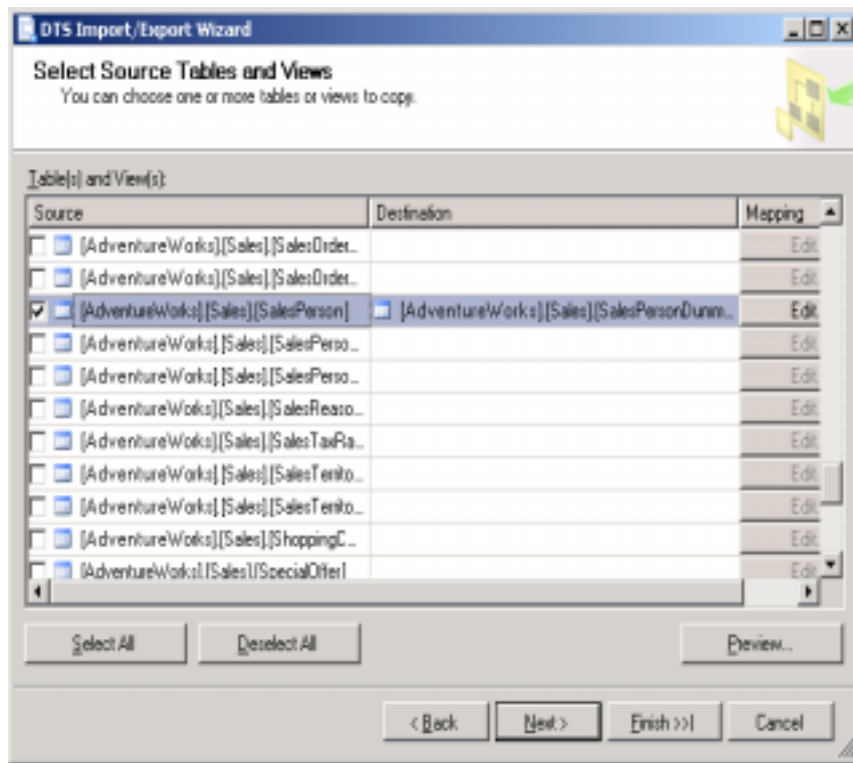 DTS Import/Export Wizard
Select Source Tables and Views
You can choose one or more tables or views to copy.
Table(s) and View(s):
Source Destination Mapping
[AdventureWorks].[Sales].[SalesOrder... Edit
[AdventureWorks].[Sales].[SalesOrder... Edit
[AdventureWorks].[Sales].[SalesPerson] [AdventureWorks].[Sales].[SalesPersonDumm... Edit
[AdventureWorks].[Sales].[SalesPerso... Edit
[AdventureWorks].[Sales].[SalesPerso... Edit
[AdventureWorks].[Sales].[SalesReaso... Edit
[AdventureWorks].[Sales].[SalesTaxRa... Edit
[AdventureWorks].[Sales].[SalesTerrito... Edit
[AdventureWorks].[Sales].[SalesTerrito... Edit
[AdventureWorks].[Sales].[ShoppingC... Edit
[AdventureWorks].[Sales].[SpecialOffer] Edit
Select All Deselect All Preview...
< Back Next > Finish >>| Cancel